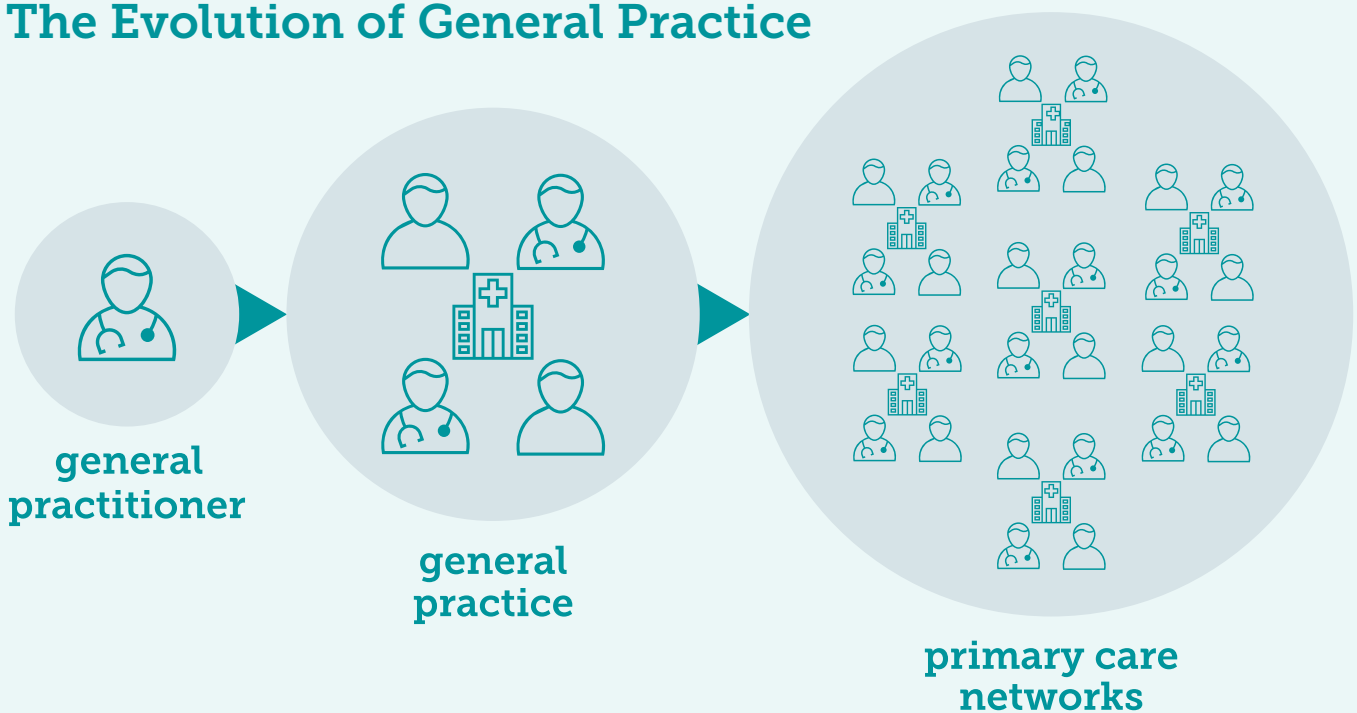 The Evolution of General Practice
general
practitioner
general
practice
primary care
networks